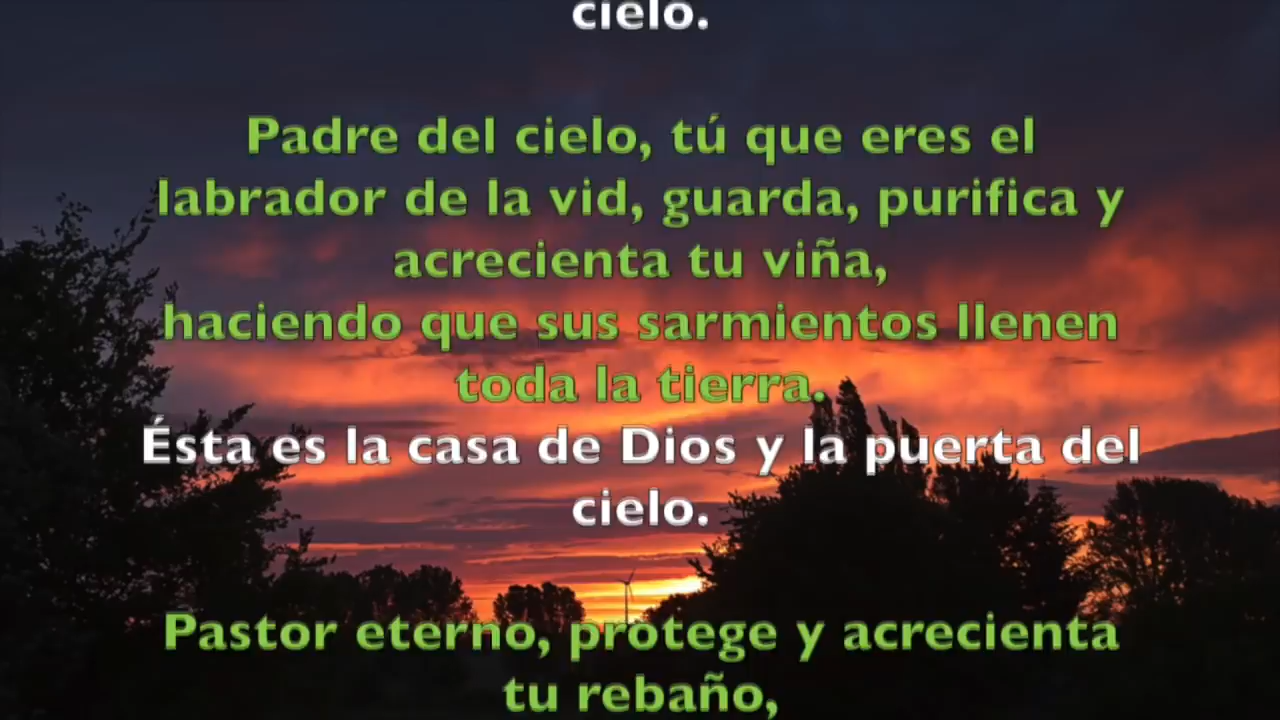 cielo.
Padre del cielo, tú que eres el
labrador de la vid, guarda, purifica y
acrecienta tu viña,
haciendo que sus sarmientos llenen
toda la tierra.
Ésta es la casa de Dios y la puerta del
cielo.
Pastor eterno, protege y acrecienta
tu rebaño,